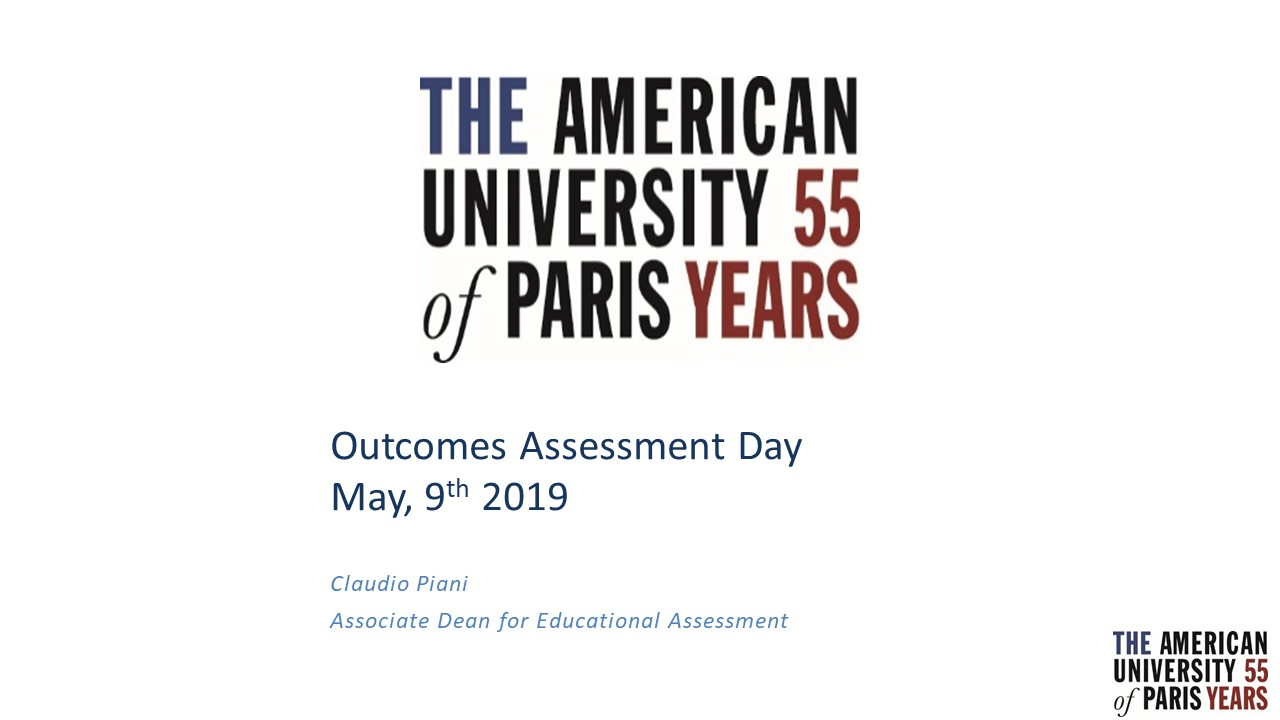 THE AMERICAN
UNIVERSITY 55
of PARIS YEARS
Outcomes Assessment Day
May, 9th 2019
Claudio Piani
Associate Dean for Educational Assessment
THE AMERICAN
UNIVERSITY 55
of PARIS YEARS